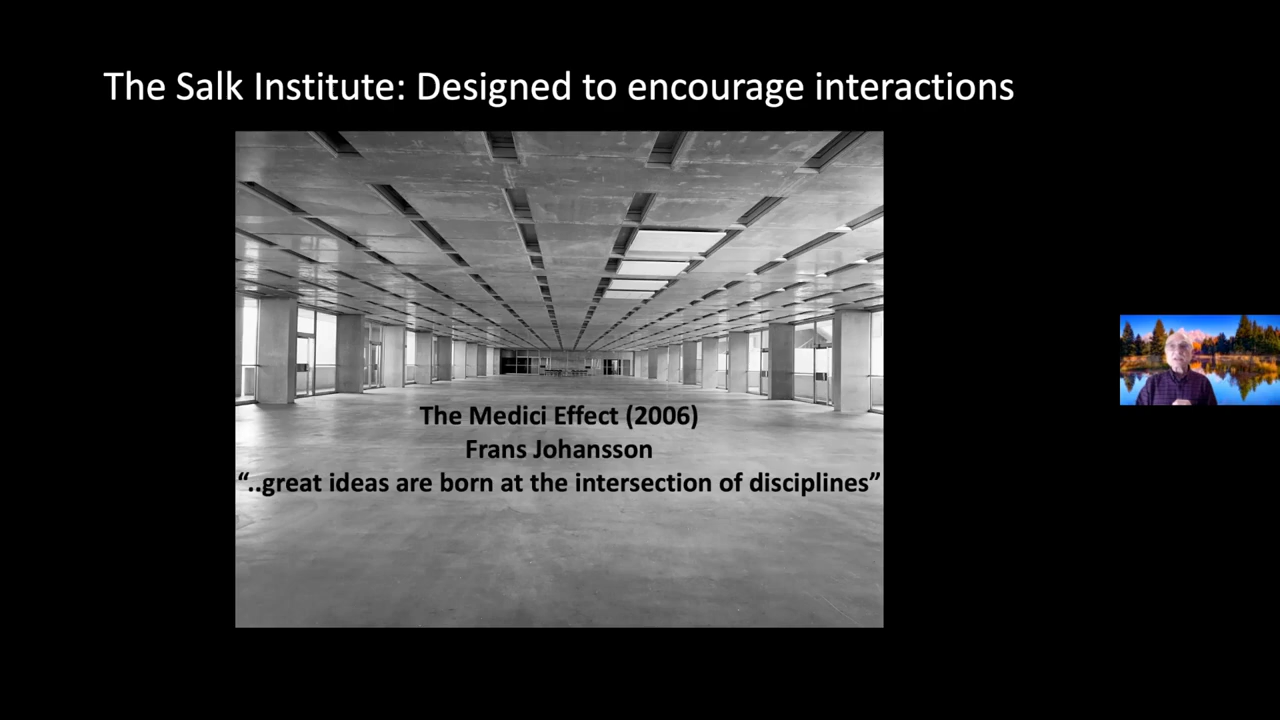 The Salk Institute: Designed to encourage interactions
The Medici Effect (2006)
Frans Johansson
“..great ideas are born at the intersection of disciplines”